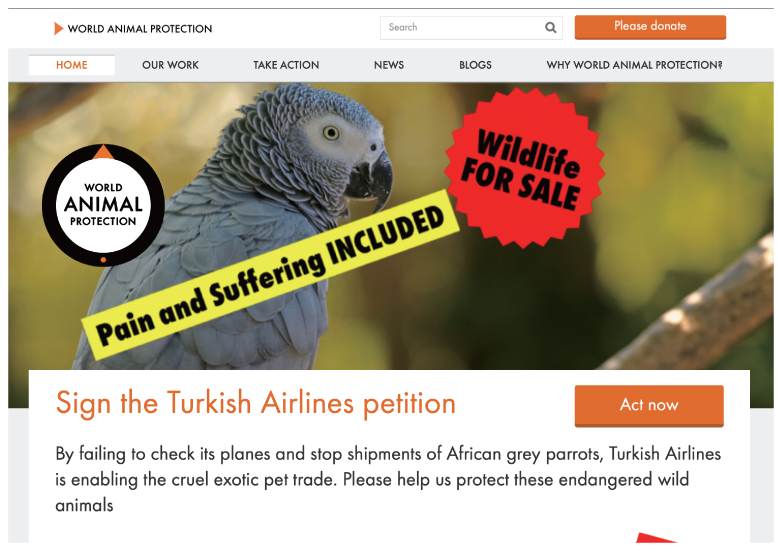 WORLD ANIMAL PROTECTION
Search
Please donate
HOME
OUR WORK
TAKE ACTION
NEWS
BLOGS
WHY WORLD ANIMAL PROTECTION?
WORLD
ANIMAL
PROTECTION
Wildlife
FOR SALE
Pain and Suffering INCLUDED
Sign the Turkish Airlines petition
Act now
By failing to check its planes and stop shipments of African grey parrots, Turkish Airlines
is enabling the cruel exotic pet trade. Please help us protect these endangered wild
animals